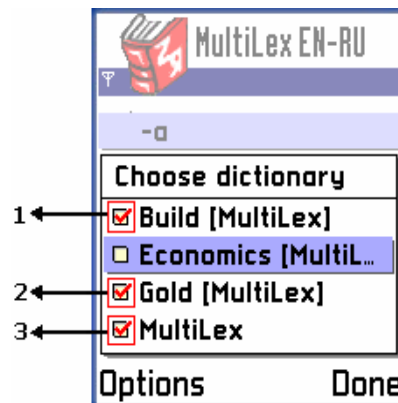 MultiLex EN-RU
-a
Choose dictionary
1 Build [MultiLex]
Economics [MultiL...
2 Gold [MultiLex]
3 MultiLex
Options Done